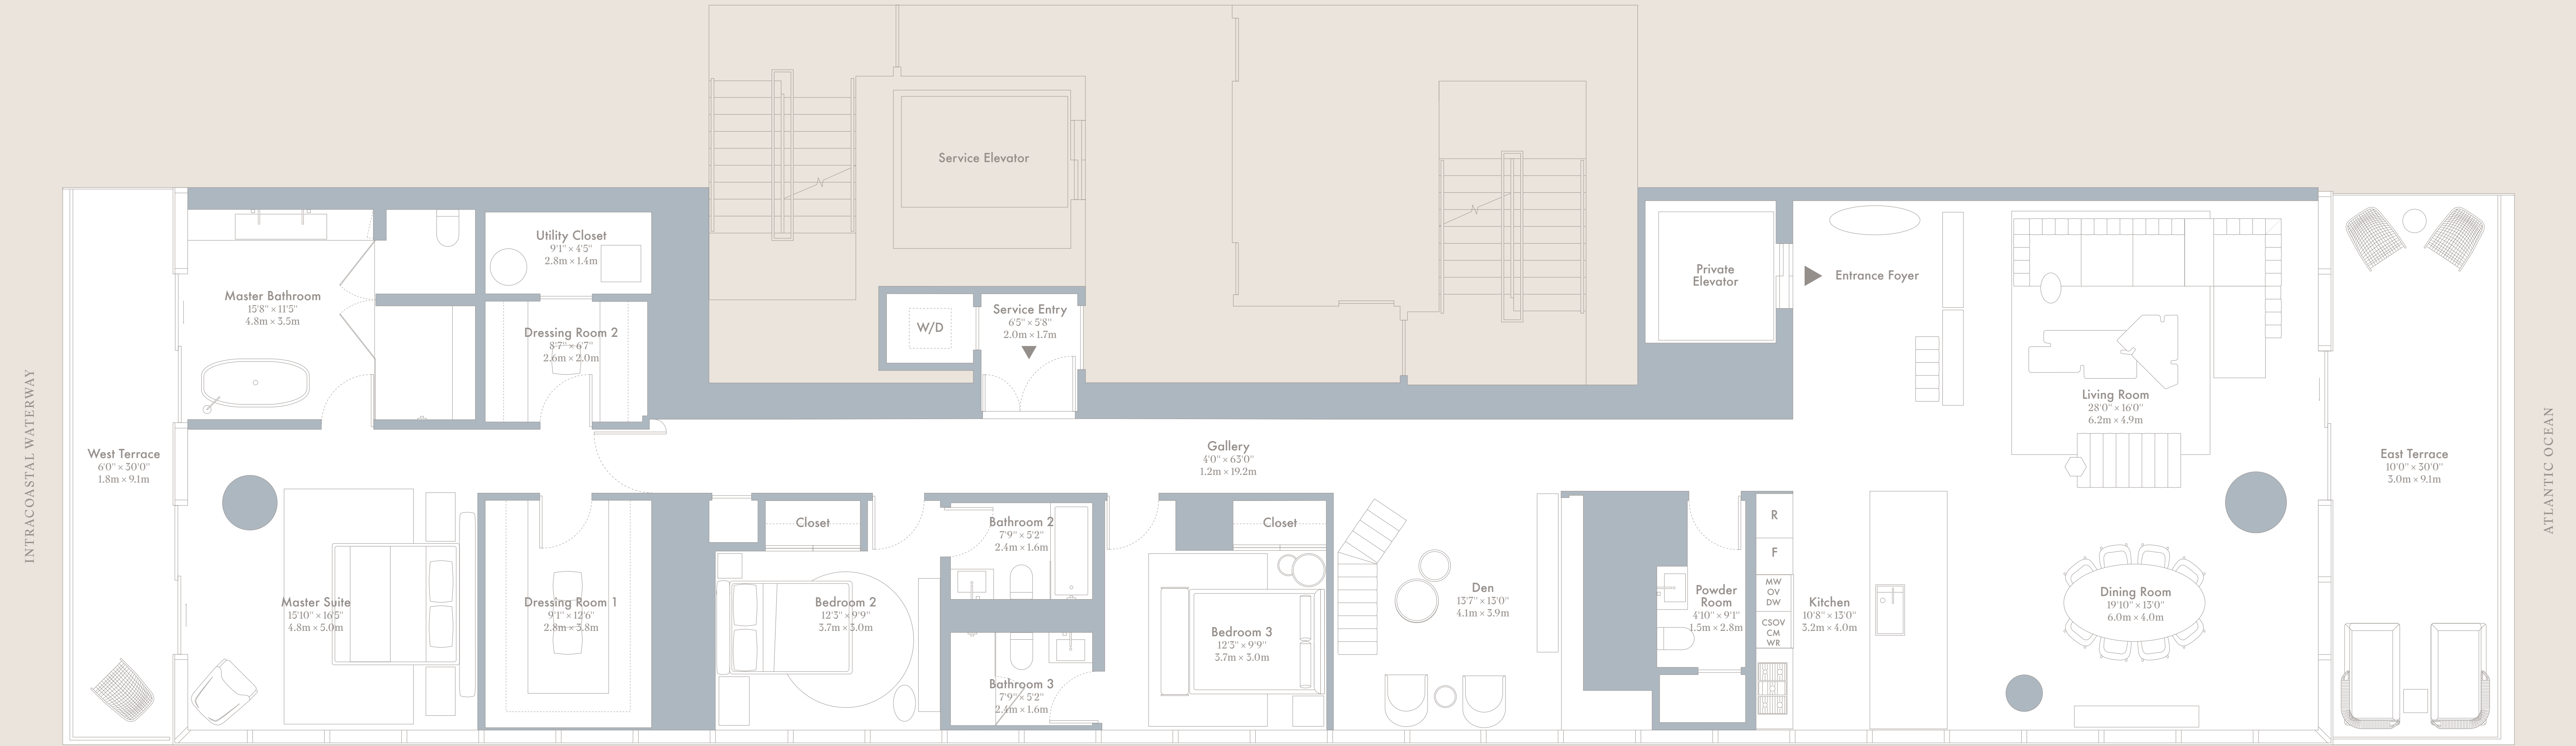 INTRACOASTAL WATERWAY
West Terrace
6'0" × 30'0"
1.8m × 9.1m
Master Bathroom
15'8" × 11'5"
4.8m × 3.5m
Utility Closet
9'1" × 4'5"
2.8m × 1.4m
Dressing Room 2
8'7" × 6'7"
2.6m × 2.0m
Master Suite
15'10" × 16'5"
4.8m × 5.0m
Dressing Room 1
9'1" × 12'6"
2.8m × 3.8m
Service Elevator
W/D
Service Entry
6'5" × 5'8"
2.0m × 1.7m
Gallery
4'0" × 63'0"
1.2m × 19.2m
Closet
Bedroom 2
12'3" × 9'9"
3.7m × 3.0m
Bathroom 2
7'9" × 5'2"
2.4m × 1.6m
Bathroom 3
7'9" × 5'2"
2.4m × 1.6m
Closet
Bedroom 3
12'3" × 9'9"
3.7m × 3.0m
Den
13'7" × 13'0"
4.1m × 3.9m
Private
Elevator
Entrance Foyer
Powder
Room
4'10" × 9'1"
1.5m × 2.8m
R
F
MW
OV
DW
CSOV
CM
WR
Kitchen
10'8" × 13'0"
3.2m × 4.0m
Living Room
28'0" × 16'0"
6.2m × 4.9m
Dining Room
19'10" × 13'0"
6.0m × 4.0m
East Terrace
10'0" × 30'0"
3.0m × 9.1m
ATLANTIC OCEAN